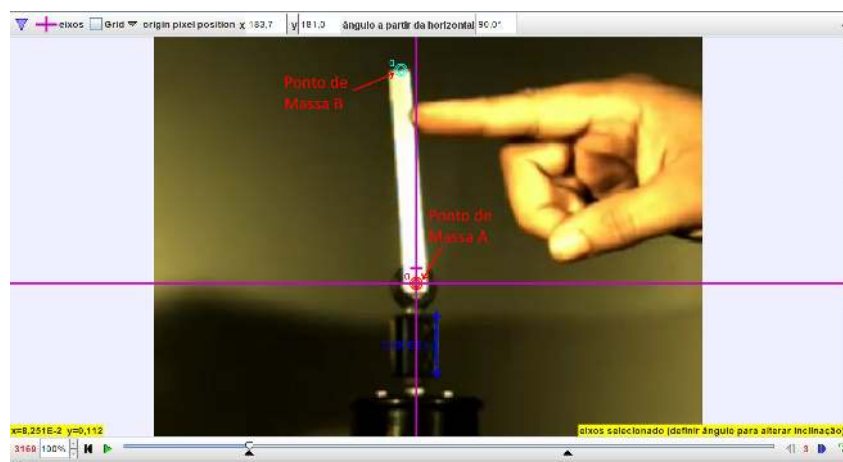 eixos Grid origin pixel position x 183,7 y 181,0 ângulo a partir da horizontal 90,0°
Ponto de
Massa B
Ponto de
Massa A
x=8,251E-2 y=0,112
eixos selecionado (definir ângulo para alterar inclinação)
3169 100% 3